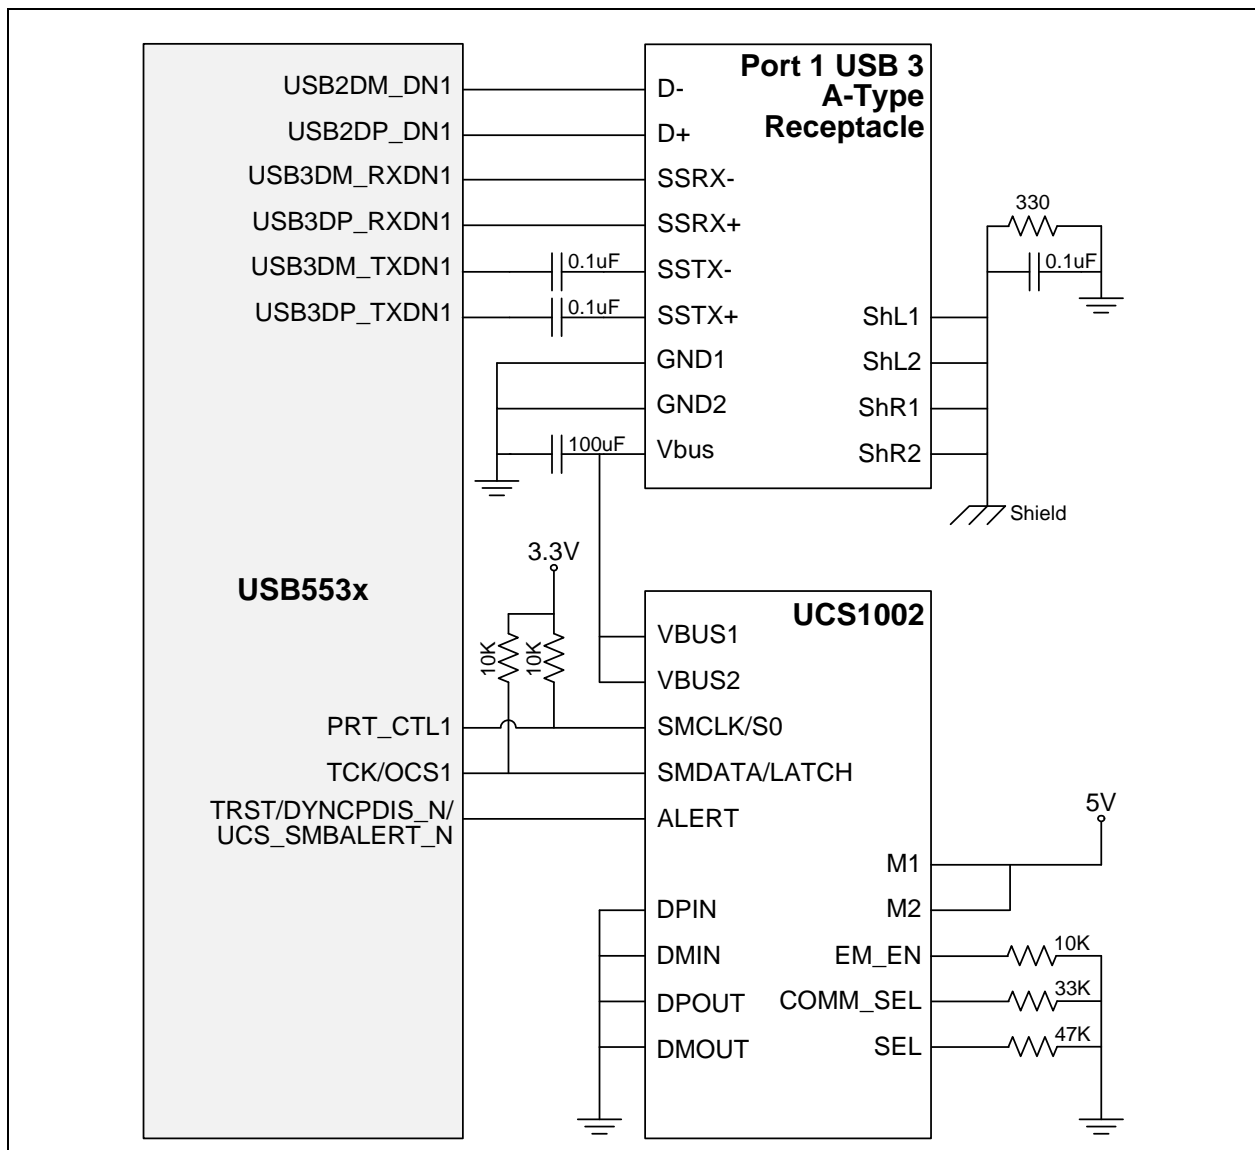 USB553x
USB2DM_DN1
USB2DP_DN1
USB3DM_RXDN1
USB3DP_RXDN1
USB3DM_TXDN1
USB3DP_TXDN1
PRT_CTL1
TCK/OCS1
TRST/DYNCPDIS_N/
UCS_SMBALERT_N
0.1uF
0.1uF
100uF
3.3V
10K
10K
Port 1 USB 3
A-Type
Receptacle
D-
D+
SSRX-
SSRX+
SSTX-
SSTX+
GND1
GND2
Vbus
ShL1
ShL2
ShR1
ShR2
330
0.1uF
Shield
UCS1002
VBUS1
VBUS2
SMCLK/S0
SMDATA/LATCH
ALERT
DPIN
DMIN
DPOUT
DMOUT
M1
M2
EM_EN
COMM_SEL
SEL
5V
10K
33K
47K